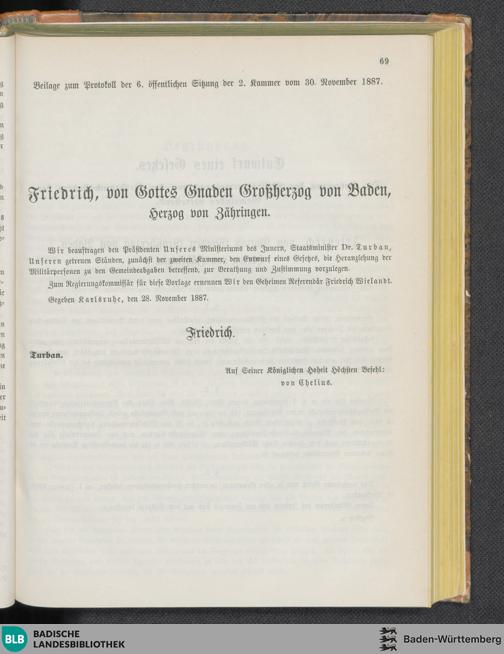 69
Beilage zum Protokoll der 6. öffentlichen Sitzung der 2. Kammer vom 30. November 1887.
Friedrich, von Gottes Gnaden Großherzog von Baden,
Herzog von Zähringen.
Wir beauftragen den Präsidenten Unseres Ministeriums des Innern, Staatsminister Dr. Turban,
Unseren getreuen Ständen, zunächst der zweiten Kammer, den Entwurf eines Gesetzes, die Heranziehung der
Militärpersonen zu den Gemeindeabgaben betreffend, zur Berathung und Zustimmung vorzulegen.
Zum Regierungskommissär für diese Vorlage ernennen Wir den Geheimen Referendär Friedrich Wielandt.
Gegeben Karlsruhe, den 28. November 1887.
Friedrich.
Turban.
Auf Seiner Königlichen Hoheit Höchsten Befehl:
von Chelius.
BLB BADISCHE
LANDESBIBLIOTHEK
Baden-Württemberg